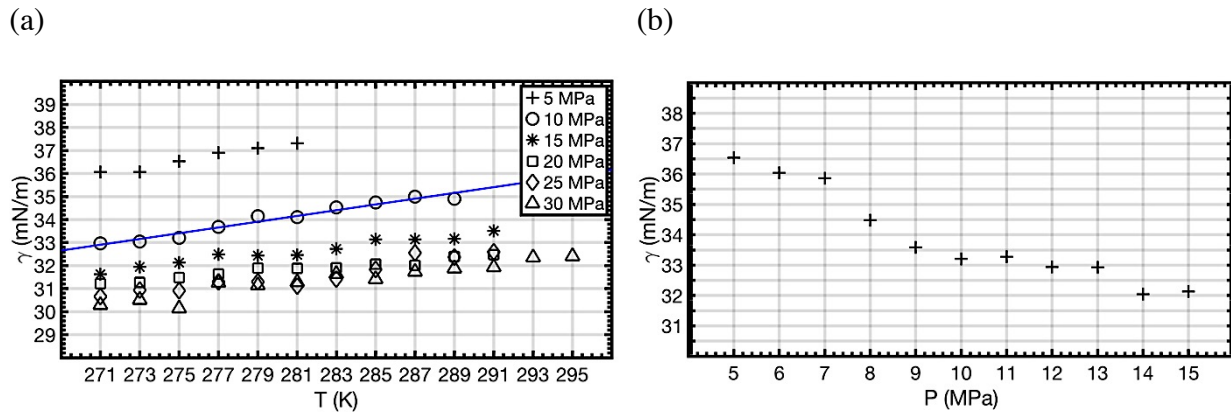 (a)
(b)
39
38
37
36
35
34
33
32
31
30
29
γ (mN/m)
5 MPa
10 MPa
15 MPa
20 MPa
25 MPa
30 MPa
271 273 275 277 279 281 283 285 287 289 291 293 295
T (K)
38
37
36
35
34
33
32
31
γ (mN/m)
5 6 7 8 9 10 11 12 13 14 15
P (MPa)